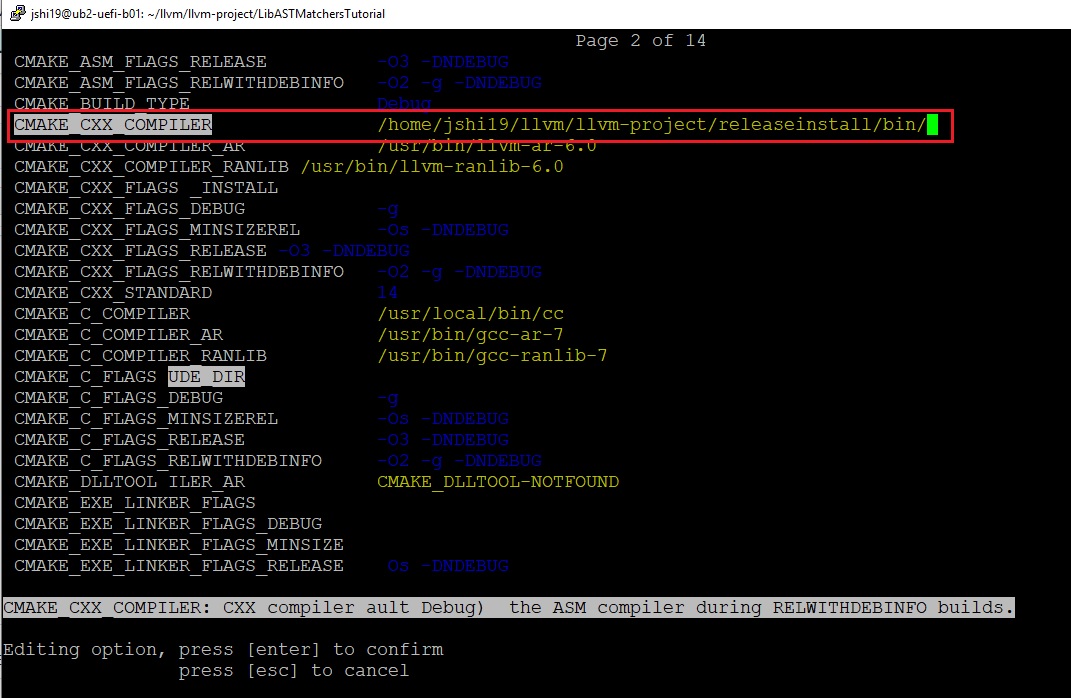 jshi19@ub2-uefi-b01: ~/llvm/llvm-project/LibASTMatchersTutorial
Page 2 of 14
CMAKE_ASM_FLAGS_RELEASE -O3 -DNDEBUG
CMAKE_ASM_FLAGS_RELWITHDEBINFO -O2 -g -DNDEBUG
CMAKE_BUILD_TYPE Debug
CMAKE_CXX_COMPILER /home/jshi19/llvm/llvm-project/releaseinstall/bin/
CMAKE_CXX_COMPILER_AR /usr/bin/llvm-ar-6.0
CMAKE_CXX_COMPILER_RANLIB /usr/bin/llvm-ranlib-6.0
CMAKE_CXX_FLAGS _INSTALL
CMAKE_CXX_FLAGS_DEBUG -g
CMAKE_CXX_FLAGS_MINSIZEREL -Os -DNDEBUG
CMAKE_CXX_FLAGS_RELEASE -O3 -DNDEBUG
CMAKE_CXX_FLAGS_RELWITHDEBINFO -O2 -g -DNDEBUG
CMAKE_CXX_STANDARD 14
CMAKE_C_COMPILER /usr/local/bin/cc
CMAKE_C_COMPILER_AR /usr/bin/gcc-ar-7
CMAKE_C_COMPILER_RANLIB /usr/bin/gcc-ranlib-7
CMAKE_C_FLAGS UDE_DIR
CMAKE_C_FLAGS_DEBUG -g
CMAKE_C_FLAGS_MINSIZEREL -Os -DNDEBUG
CMAKE_C_FLAGS_RELEASE -O3 -DNDEBUG
CMAKE_C_FLAGS_RELWITHDEBINFO -O2 -g -DNDEBUG
CMAKE_DLLTOOL ILER_AR CMAKE_DLLTOOL-NOTFOUND
CMAKE_EXE_LINKER_FLAGS
CMAKE_EXE_LINKER_FLAGS_DEBUG
CMAKE_EXE_LINKER_FLAGS_MINSIZE
CMAKE_EXE_LINKER_FLAGS_RELEASE Os -DNDEBUG
CMAKE_CXX_COMPILER: CXX compiler ault Debug) the ASM compiler during RELWITHDEBINFO builds.
Editing option, press [enter] to confirm
press [esc] to cancel